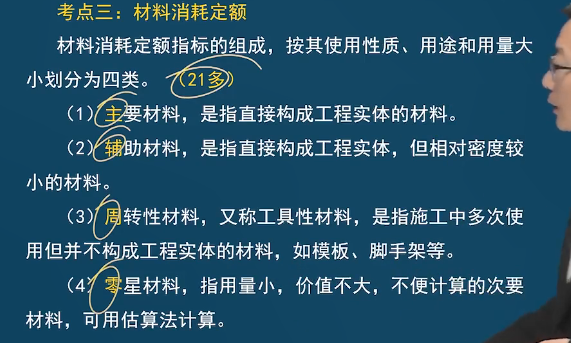 考点三：材料消耗定额
材料消耗定额指标的组成，按其使用性质、用途和用量大
小划分为四类。（21多）
（1）主要材料，是指直接构成工程实体的材料。
（2）辅助材料，是指直接构成工程实体，但相对密度较
小的材料。
（3）周转性材料，又称工具性材料，是指施工中多次使
用但并不构成工程实体的材料，如模板、脚手架等。
（4）零星材料，指用量小，价值不大，不便计算的次要
材料，可用估算法计算。